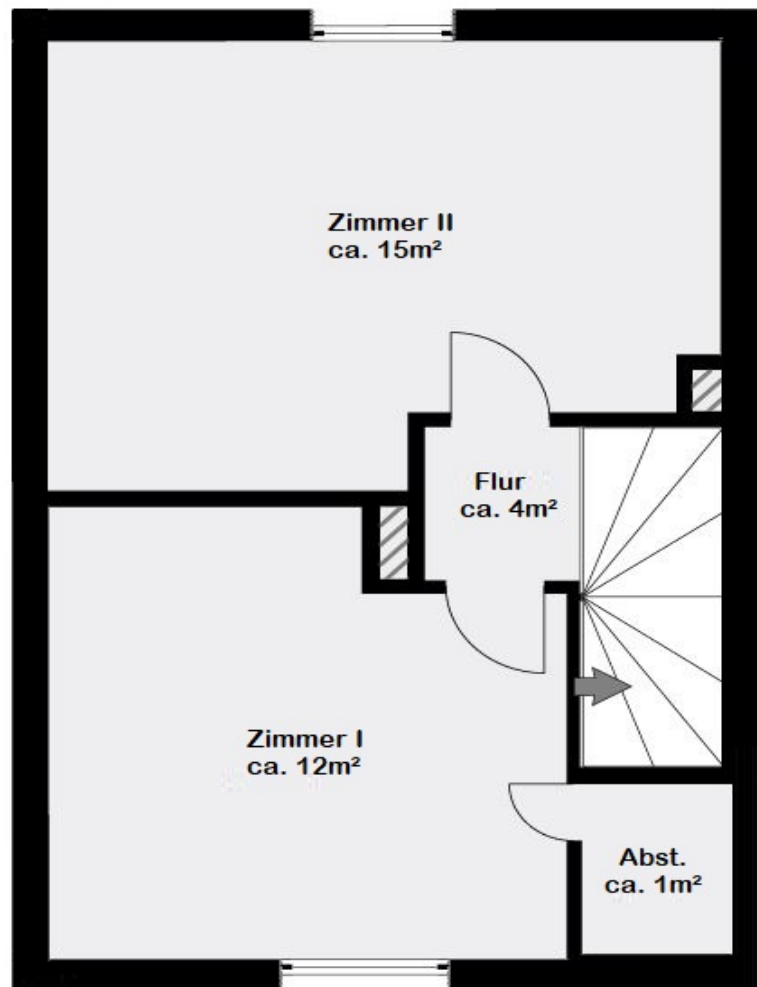 Zimmer II
ca. 15m²
Flur
ca. 4m²
Zimmer I
ca. 12m²
Abst.
ca. 1m²